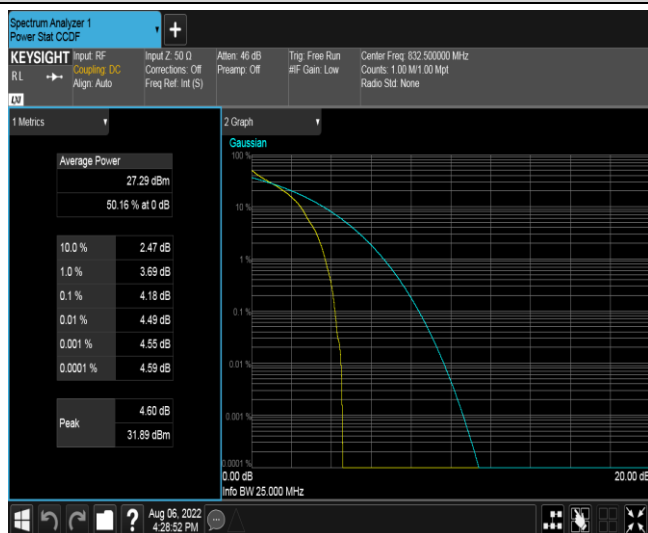 Spectrum Analyzer 1
Power Stat CCDF
+
KEYSIGHT
RL
LXI
Input: RF
Coupling: DC
Align: Auto
Input Z: 50 Ω
Corrections: Off
Freq Ref: Int (S)
Atten: 46 dB
Preamp: Off
Trig: Free Run
#IF Gain: Low
Center Freq: 832.500000 MHz
Counts: 1.00 M/1.00 Mpt
Radio Std: None
1 Metrics
Average Power
27.29 dBm
50.16 % at 0 dB
10.0 % 2.47 dB
1.0 % 3.69 dB
0.1 % 4.18 dB
0.01 % 4.49 dB
0.001 % 4.55 dB
0.0001 % 4.59 dB
Peak
4.60 dB
31.89 dBm
2 Graph
Gaussian
100 %
10 %
1 %
0.1 %
0.01 %
0.001 %
0.0001 %
0.00 dB
20.00 dB
Info BW 25.000 MHz
?
Aug 06, 2022
4:28:52 PM